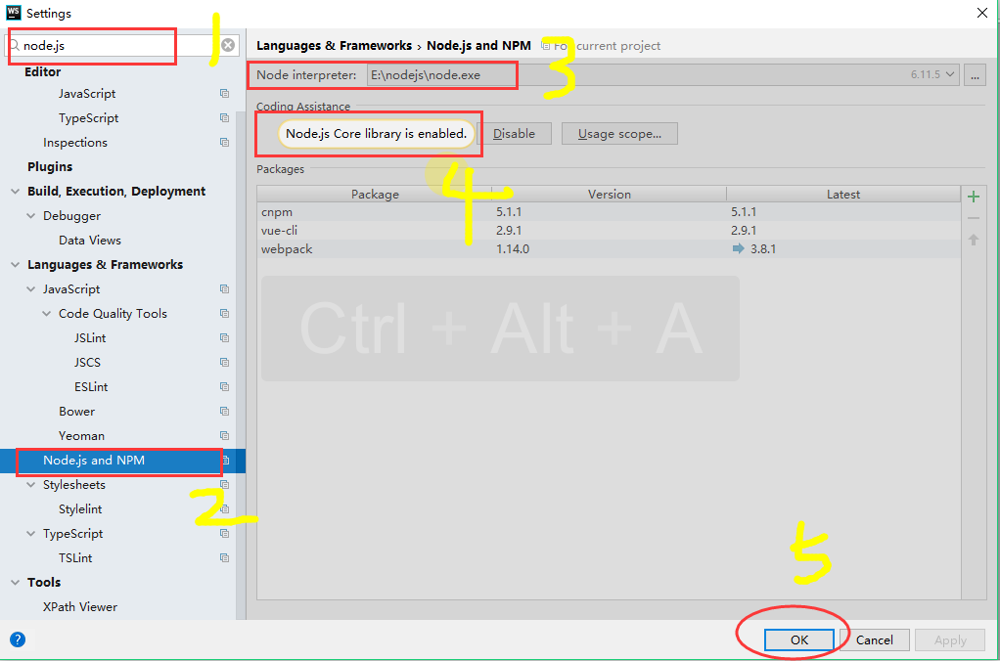 WS Settings
node.js
1
Editor
JavaScript
TypeScript
Inspections
Plugins
Build, Execution, Deployment
Debugger
Data Views
Languages & Frameworks
JavaScript
Code Quality Tools
JSLint
JSCS
ESLint
Bower
Yeoman
Node.js and NPM
2
Stylesheets
Stylelint
TypeScript
TSLint
Tools
XPath Viewer
?
Languages & Frameworks › Node.js and NPM For current project
3
Node interpreter: E:\nodejs\node.exe 6.11.5 ...
Coding Assistance
Node.js Core library is enabled. Disable Usage scope...
4
Packages
Package Version Latest
cnpm 5.1.1 5.1.1
vue-cli 2.9.1 2.9.1
webpack 1.14.0 3.8.1
Ctrl + Alt + A
5
OK Cancel Apply